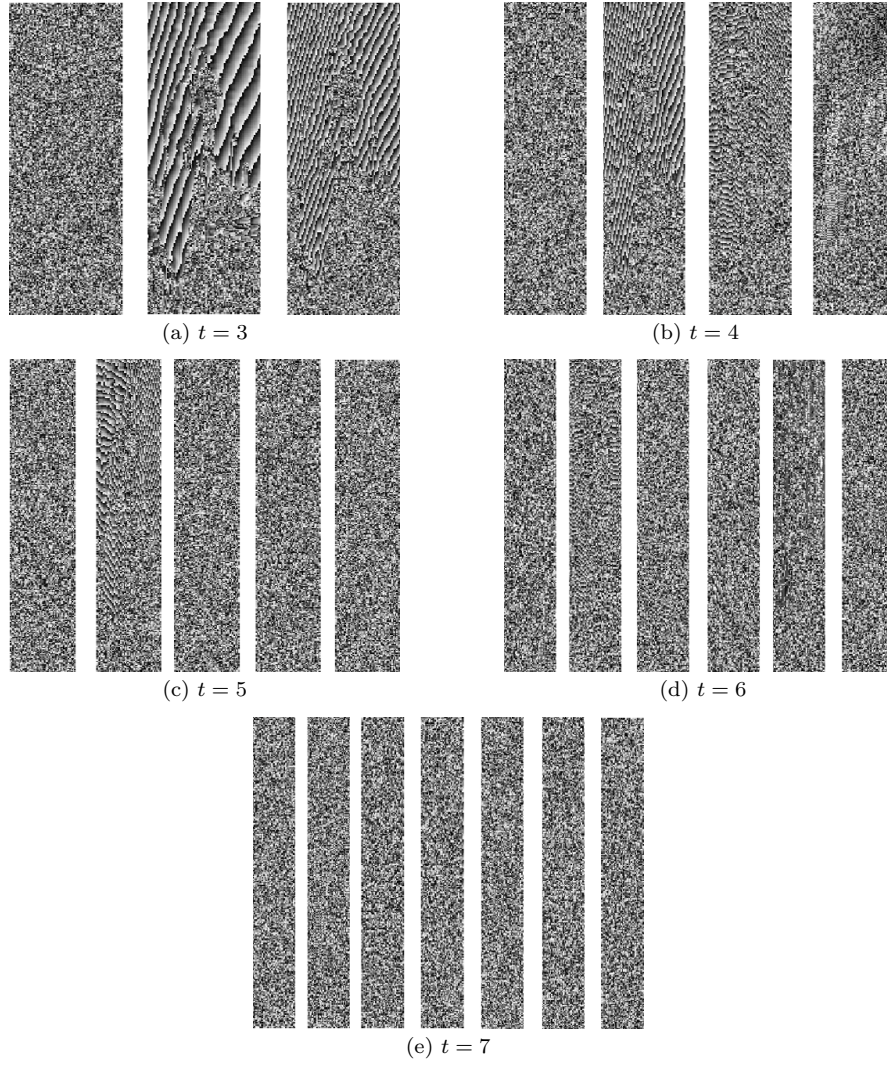 (a) t = 3
(b) t = 4
(c) t = 5
(d) t = 6
(e) t = 7